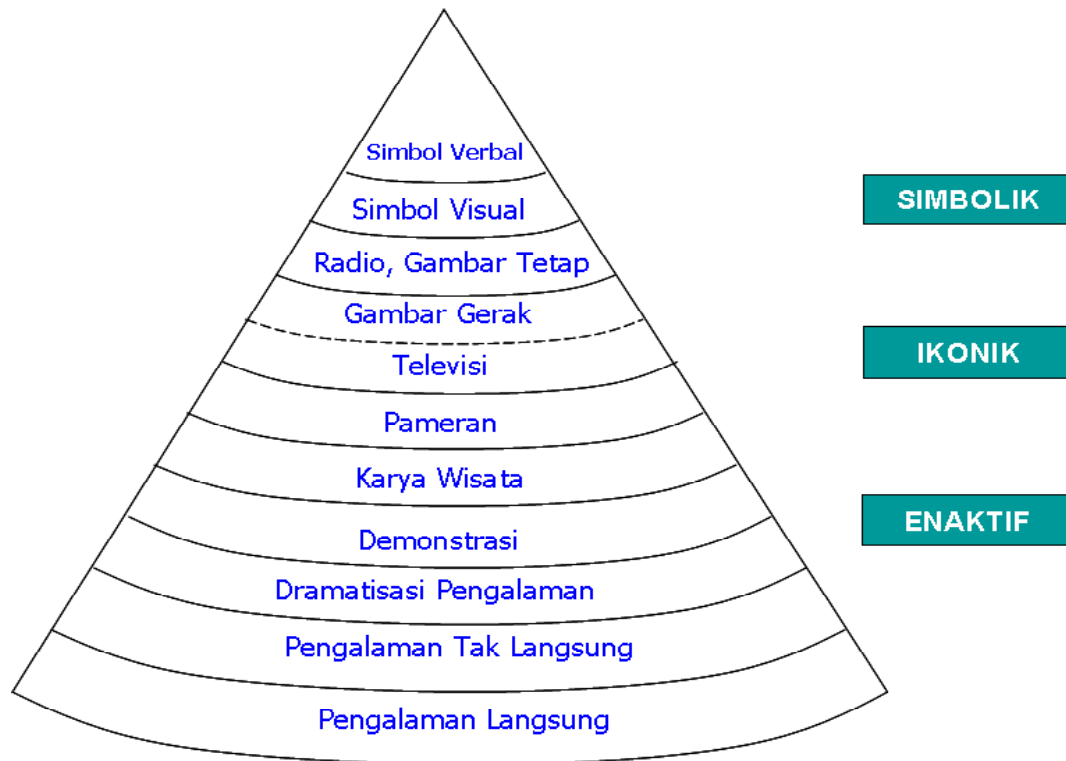 Simbol Verbal
Simbol Visual
SIMBOLIK
Radio, Gambar Tetap
Gambar Gerak
IKONIK
Televisi
Pameran
Karya Wisata
ENAKTIF
Demonstrasi
Dramatisasi Pengalaman
Pengalaman Tak Langsung
Pengalaman Langsung